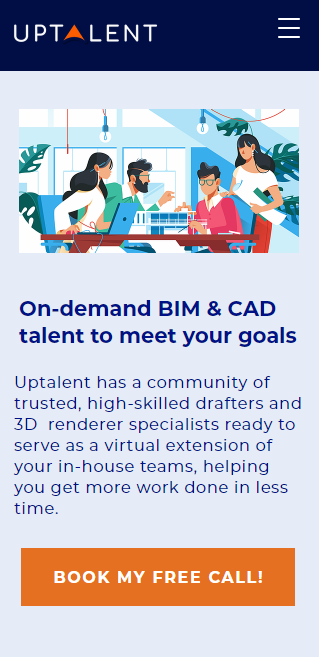 UPTALENT
On-demand BIM & CAD
talent to meet your goals
Uptalent has a community of
trusted, high-skilled drafters and
3D  renderer specialists ready to
serve as a virtual extension of
your in-house teams, helping
you get more work done in less
time.
BOOK MY FREE CALL!